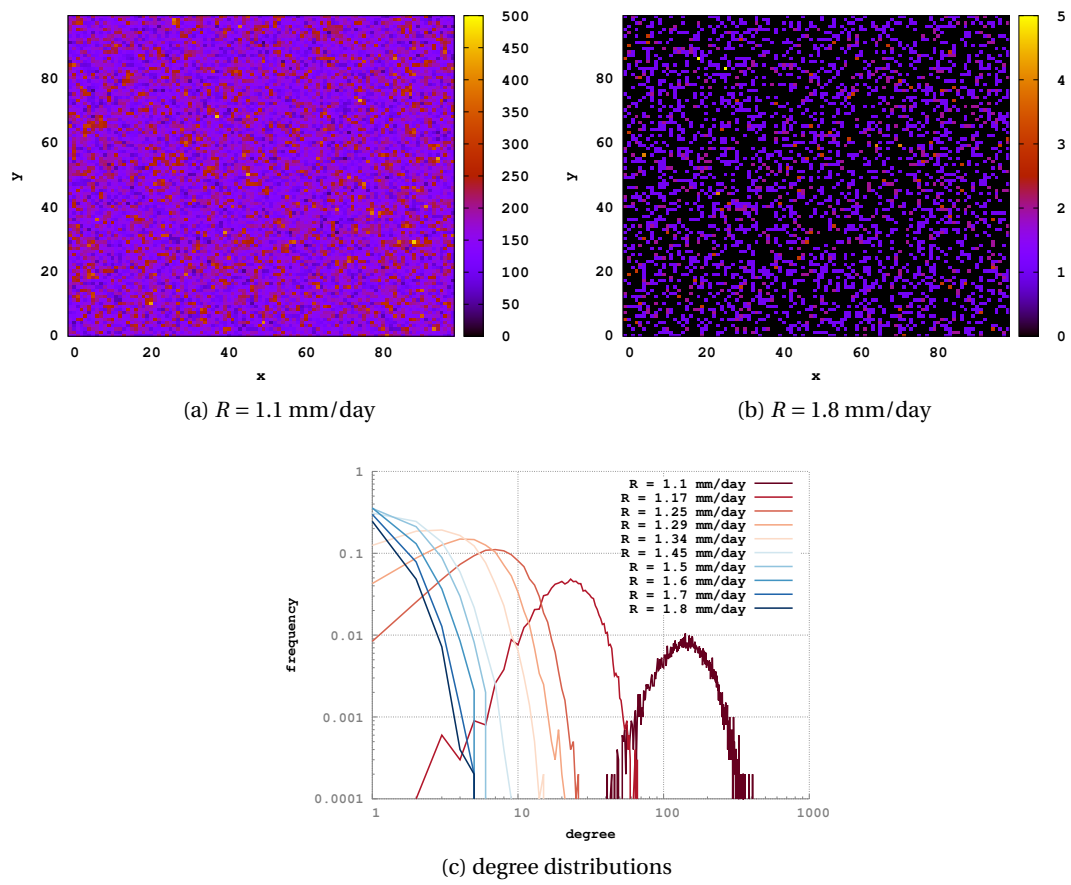 500
450
400
350
300
250
200
150
100
50
0
80
60
40
20
0
y
0 20 40 60 80
x
(a) R = 1.1 mm/day
5
4
3
2
1
0
80
60
40
20
0
y
0 20 40 60 80
x
(b) R = 1.8 mm/day
1
0.1
0.01
0.001
0.0001
frequency
R = 1.1 mm/day
R = 1.17 mm/day
R = 1.25 mm/day
R = 1.29 mm/day
R = 1.34 mm/day
R = 1.45 mm/day
R = 1.5 mm/day
R = 1.6 mm/day
R = 1.7 mm/day
R = 1.8 mm/day
1 10 100 1000
degree
(c) degree distributions